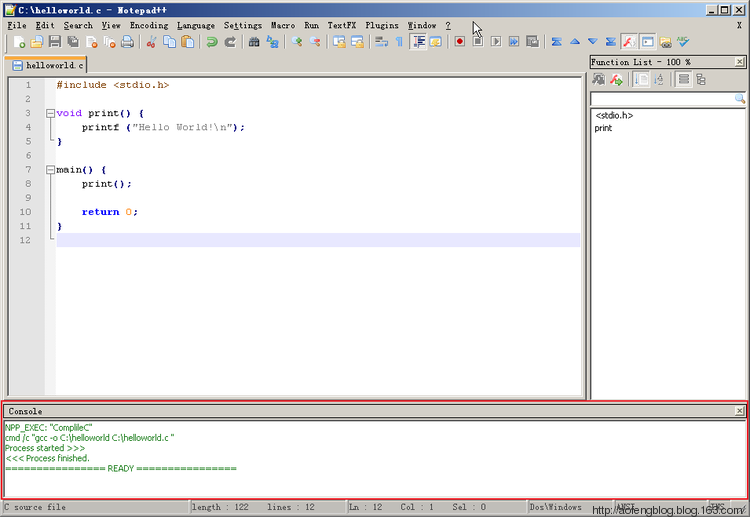 C:\helloworld.c - Notepad++
File Edit Search View Encoding Language Settings Macro Run TextFX Plugins Window ? X
helloworld.c
1 #include <stdio.h>
2
3 void print() {
4 printf ("Hello World!\n");
5 }
6
7 main() {
8 print();
9
10 return 0;
11 }
12
Function List - 100 %
<stdio.h>
print
Console
NPP_EXEC: "ComplileC"
cmd /c "gcc -o C:\helloworld C:\helloworld.c "
Process started >>>
<<< Process finished.
================ READY ================
C source file length : 122 lines : 12 Ln : 12 Col : 1 Sel : 0 Dos\Windows ANSI INS
http://aofengblog.blog.163.com/